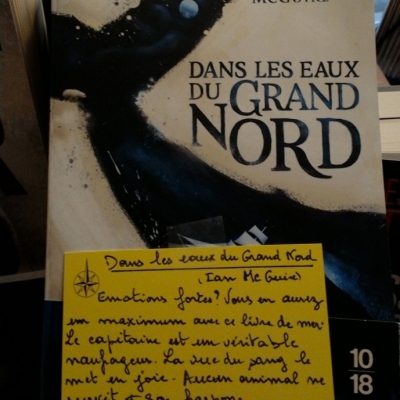 McGUIRE
DANS LES EAUX
DU GRAND
NORD
Dans les eaux du Grand Nord
(Ian Mc Guire)
Emotions fortes? Vous en aurez
un maximum avec ce livre de mer.
Le capitaine est un véritable
naufrageur. La vue du sang le
met en joie. Aucun animal ne
10
18